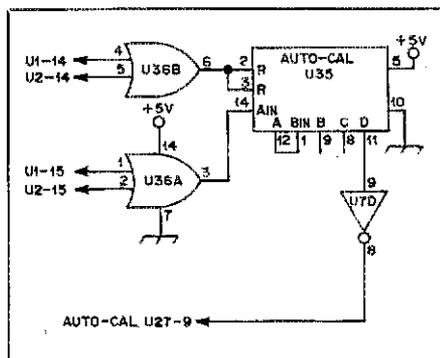 U1-14
4
U2-14
5
U36B
6
2
R
3
R
14
AIN
AUTO-CAL
U35
5
+5V
10
A
BIN
B
C
D
12
1
9
8
11
+5V
14
U1-15
1
U2-15
2
U36A
3
7
9
U7D
8
AUTO-CAL U27-9